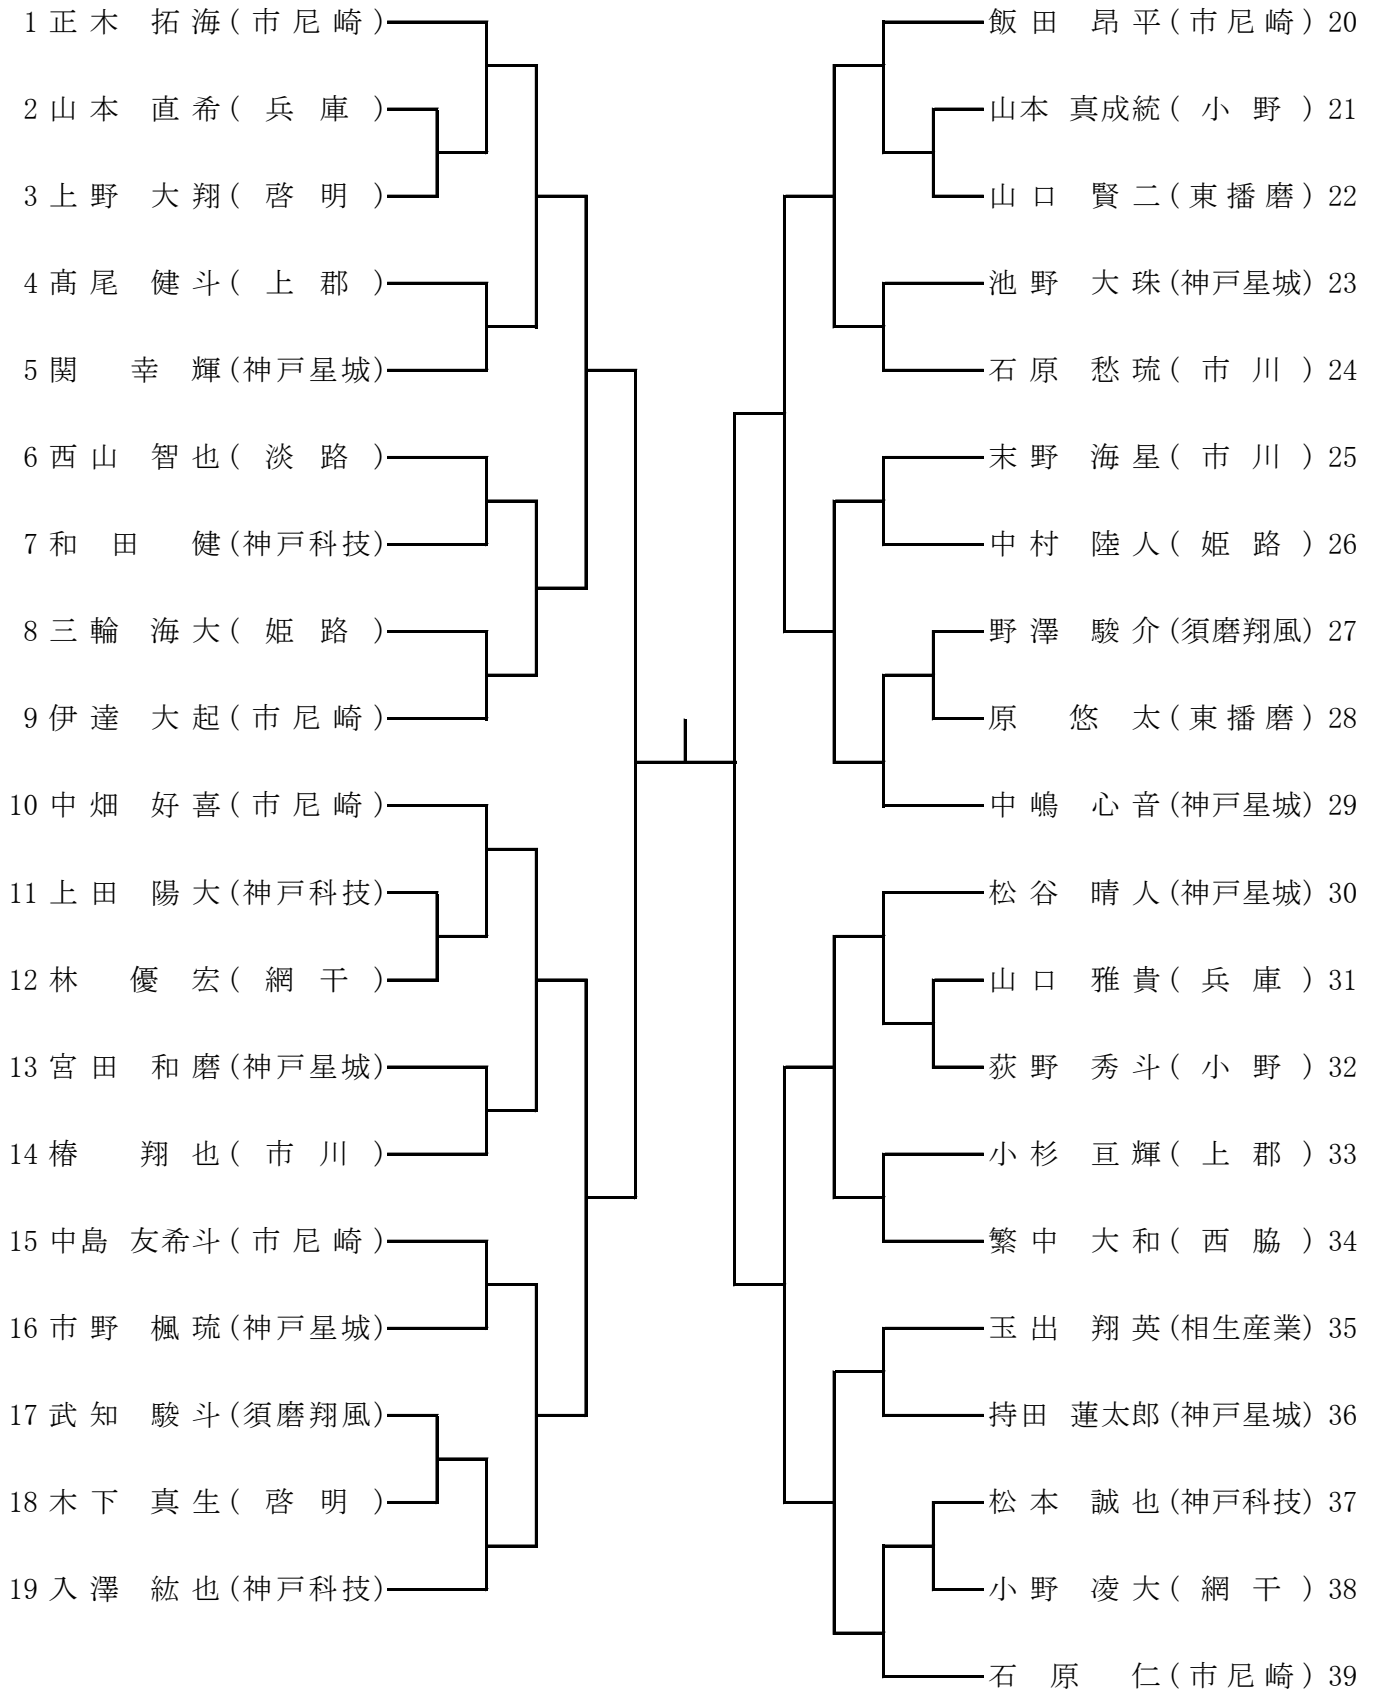 1 正木 拓海(市尼崎)
2 山本 直希(兵庫)
3 上野 大翔(啓明)
4 髙尾 健斗(上郡)
5 関 幸輝(神戸星城)
6 西山 智也(淡路)
7 和田 健(神戸科技)
8 三輪 海大(姫路)
9 伊達 大起(市尼崎)
10 中畑 好喜(市尼崎)
11 上田 陽大(神戸科技)
12 林 優宏(網干)
13 宮田 和磨(神戸星城)
14 椿 翔也(市川)
15 中島 友希斗(市尼崎)
16 市野 楓琉(神戸星城)
17 武知 駿斗(須磨翔風)
18 木下 真生(啓明)
19 入澤 紘也(神戸科技)
飯田 昂平(市尼崎) 20
山本 真成統(小野) 21
山口 賢二(東播磨) 22
池野 大珠(神戸星城) 23
石原 愁琉(市川) 24
末野 海星(市川) 25
中村 陸人(姫路) 26
野澤 駿介(須磨翔風) 27
原 悠太(東播磨) 28
中嶋 心音(神戸星城) 29
松谷 晴人(神戸星城) 30
山口 雅貴(兵庫) 31
荻野 秀斗(小野) 32
小杉 亘輝(上郡) 33
繁中 大和(西脇) 34
玉出 翔英(相生産業) 35
持田 蓮太郎(神戸星城) 36
松本 誠也(神戸科技) 37
小野 凌大(網干) 38
石原 仁(市尼崎) 39